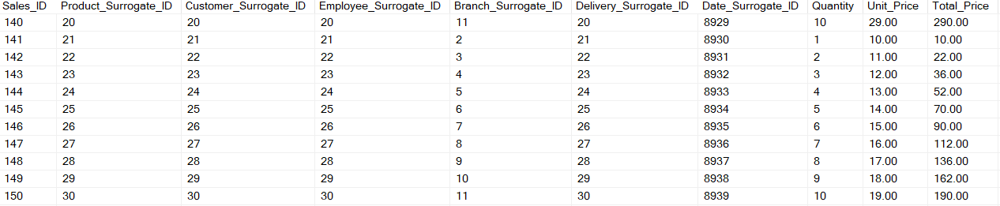 Sales_ID Product_Surrogate_ID Customer_Surrogate_ID Employee_Surrogate_ID Branch_Surrogate_ID Delivery_Surrogate_ID Date_Surrogate_ID Quantity Unit_Price Total_Price
140 20 20 20 11 20 8929 10 29.00 290.00
141 21 21 21 2 21 8930 1 10.00 10.00
142 22 22 22 3 22 8931 2 11.00 22.00
143 23 23 23 4 23 8932 3 12.00 36.00
144 24 24 24 5 24 8933 4 13.00 52.00
145 25 25 25 6 25 8934 5 14.00 70.00
146 26 26 26 7 26 8935 6 15.00 90.00
147 27 27 27 8 27 8936 7 16.00 112.00
148 28 28 28 9 28 8937 8 17.00 136.00
149 29 29 29 10 29 8938 9 18.00 162.00
150 30 30 30 11 30 8939 10 19.00 190.00